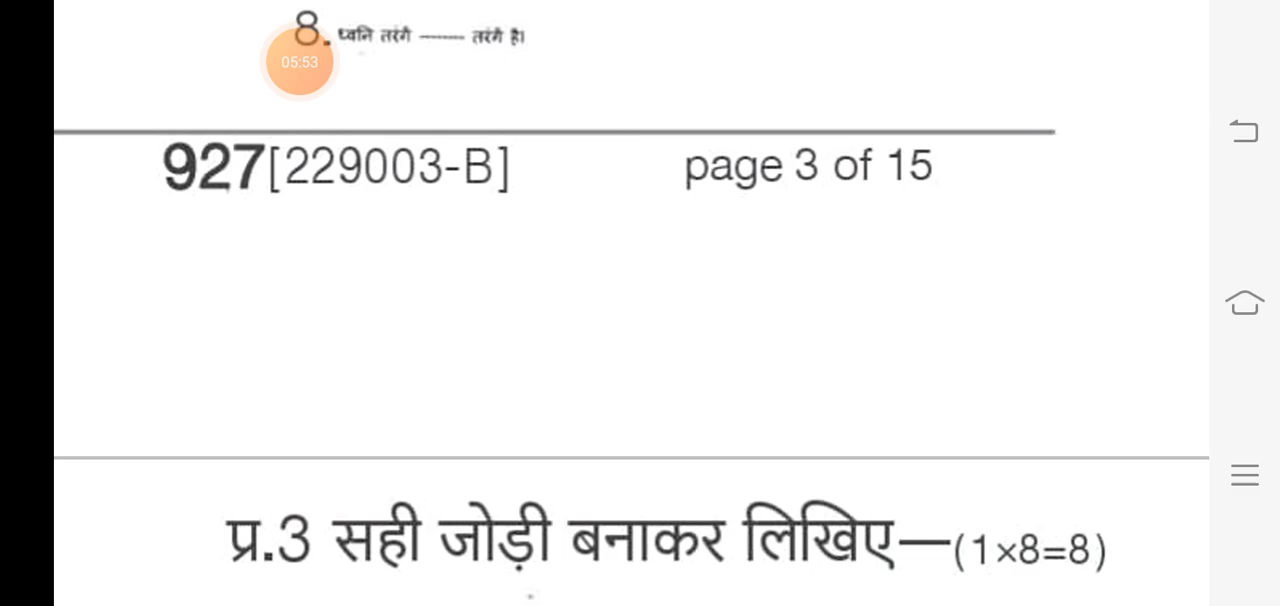 8. ध्वनि तरंगै —— तरंगै है।
05:53
927[229003-B] page 3 of 15
प्र.3 सही जोड़ी बनाकर लिखिए—(1×8=8)